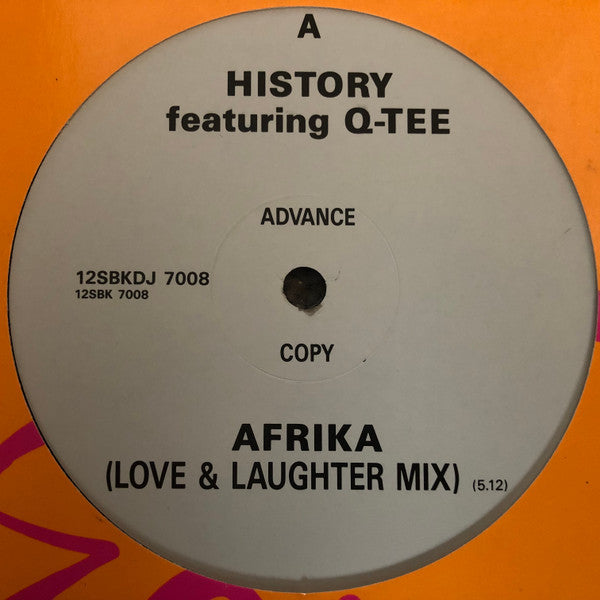 A
HISTORY
featuring Q-TEE
ADVANCE
12SBKDJ 7008
12SBK 7008
COPY
AFRIKA
(LOVE & LAUGHTER MIX) (5.12)